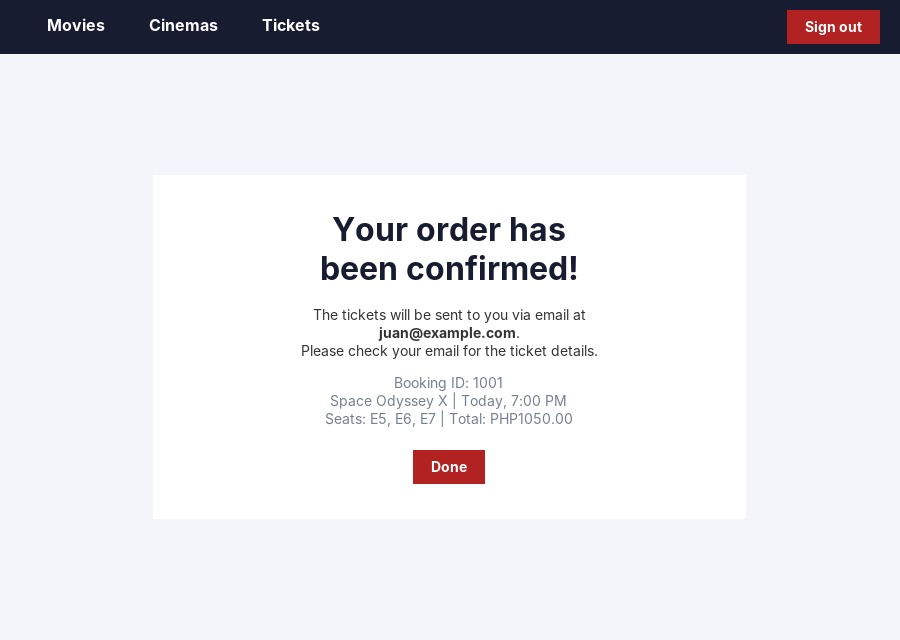 Movies Cinemas Tickets Sign out
Your order has
been confirmed!
The tickets will be sent to you via email at
juan@example.com.
Please check your email for the ticket details.
Booking ID: 1001
Space Odyssey X | Today, 7:00 PM
Seats: E5, E6, E7 | Total: PHP1050.00
Done